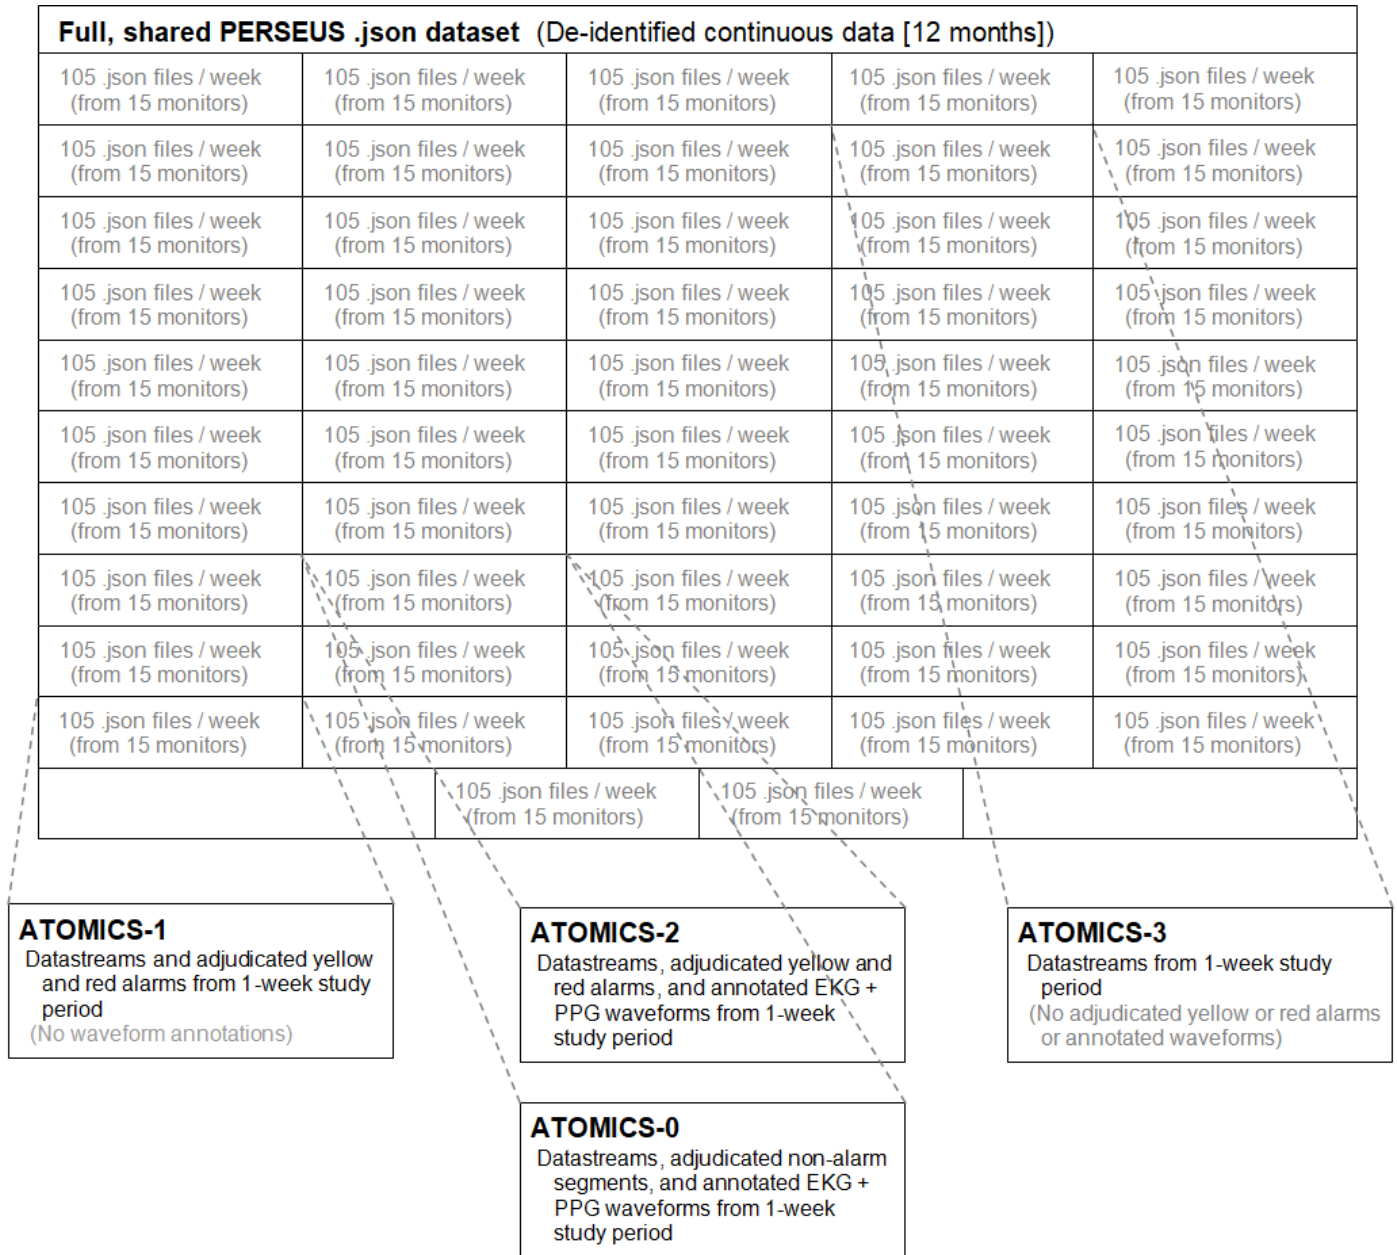 Full, shared PERSEUS .json dataset (De-identified continuous data [12 months])
105 .json files / week 105 .json files / week 105 .json files / week 105 .json files / week 105 .json files / week
(from 15 monitors) (from 15 monitors) (from 15 monitors) (from 15 monitors) (from 15 monitors)
105 .json files / week 105 .json files / week 105 .json files / week 105 .json files / week 105 .json files / week
(from 15 monitors) (from 15 monitors) (from 15 monitors) (from 15 monitors) (from 15 monitors)
105 .json files / week 105 .json files / week 105 .json files / week 105 .json files / week 105 .json files / week
(from 15 monitors) (from 15 monitors) (from 15 monitors) (from 15 monitors) (from 15 monitors)
105 .json files / week 105 .json files / week 105 .json files / week 105 .json files / week 105 .json files / week
(from 15 monitors) (from 15 monitors) (from 15 monitors) (from 15 monitors) (from 15 monitors)
105 .json files / week 105 .json files / week 105 .json files / week 105 .json files / week 105 .json files / week
(from 15 monitors) (from 15 monitors) (from 15 monitors) (from 15 monitors) (from 15 monitors)
105 .json files / week 105 .json files / week 105 .json files / week 105 .json files / week 105 .json files / week
(from 15 monitors) (from 15 monitors) (from 15 monitors) (from 15 monitors) (from 15 monitors)
105 .json files / week 105 .json files / week 105 .json files / week 105 .json files / week 105 .json files / week
(from 15 monitors) (from 15 monitors) (from 15 monitors) (from 15 monitors) (from 15 monitors)
105 .json files / week 105 .json files / week 105 .json files / week 105 .json files / week 105 .json files / week
(from 15 monitors) (from 15 monitors) (from 15 monitors) (from 15 monitors) (from 15 monitors)
105 .json files / week 105 .json files / week 105 .json files / week 105 .json files / week 105 .json files / week
(from 15 monitors) (from 15 monitors) (from 15 monitors) (from 15 monitors) (from 15 monitors)
105 .json files / week 105 .json files / week 105 .json files / week 105 .json files / week 105 .json files / week
(from 15 monitors) (from 15 monitors) (from 15 monitors) (from 15 monitors) (from 15 monitors)
105 .json files / week 105 .json files / week
(from 15 monitors) (from 15 monitors)
ATOMICS-1
Datastreams and adjudicated yellow
and red alarms from 1-week study
period
(No waveform annotations)
ATOMICS-2
Datastreams, adjudicated yellow and
red alarms, and annotated EKG +
PPG waveforms from 1-week
study period
ATOMICS-3
Datastreams from 1-week study
period
(No adjudicated yellow or red alarms
or annotated waveforms)
ATOMICS-0
Datastreams, adjudicated non-alarm
segments, and annotated EKG +
PPG waveforms from 1-week
study period